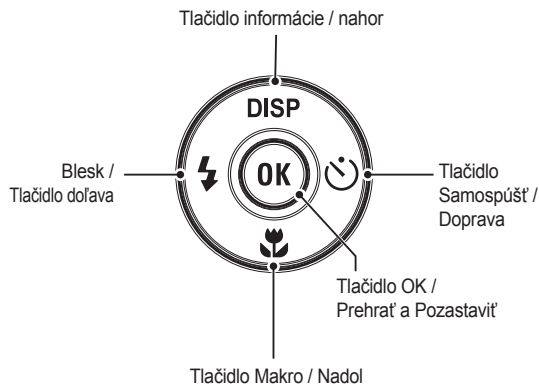 Tlačidlo informácie / nahor
DISP
Blesk /
Tlačidlo doľava
OK
Tlačidlo
Samospúšť /
Doprava
Tlačidlo OK /
Prehrať a Pozastaviť
Tlačidlo Makro / Nadol